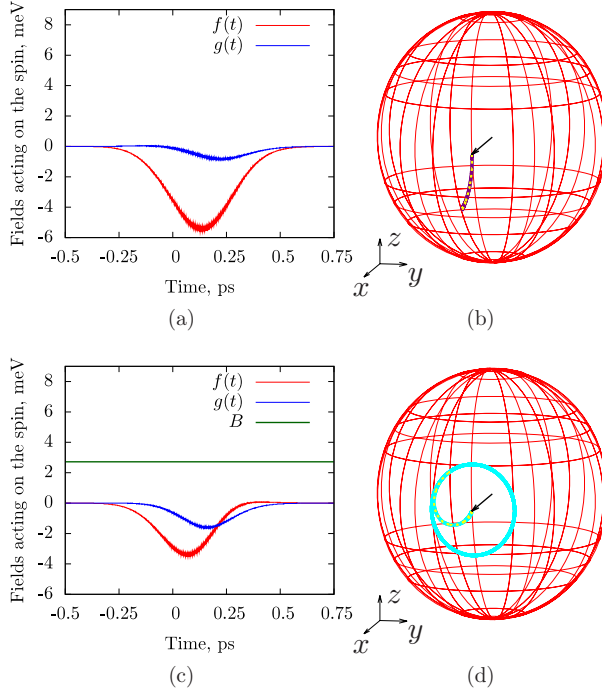 Fields acting on the spin, meV
8
6
4
2
0
-2
-4
-6
f(t)
g(t)
-0.5 -0.25 0 0.25 0.5 0.75
Time, ps
(a)
z
y
x
(b)
Fields acting on the spin, meV
8
6
4
2
0
-2
-4
-6
f(t)
g(t)
B
-0.5 -0.25 0 0.25 0.5 0.75
Time, ps
(c)
z
y
x
(d)